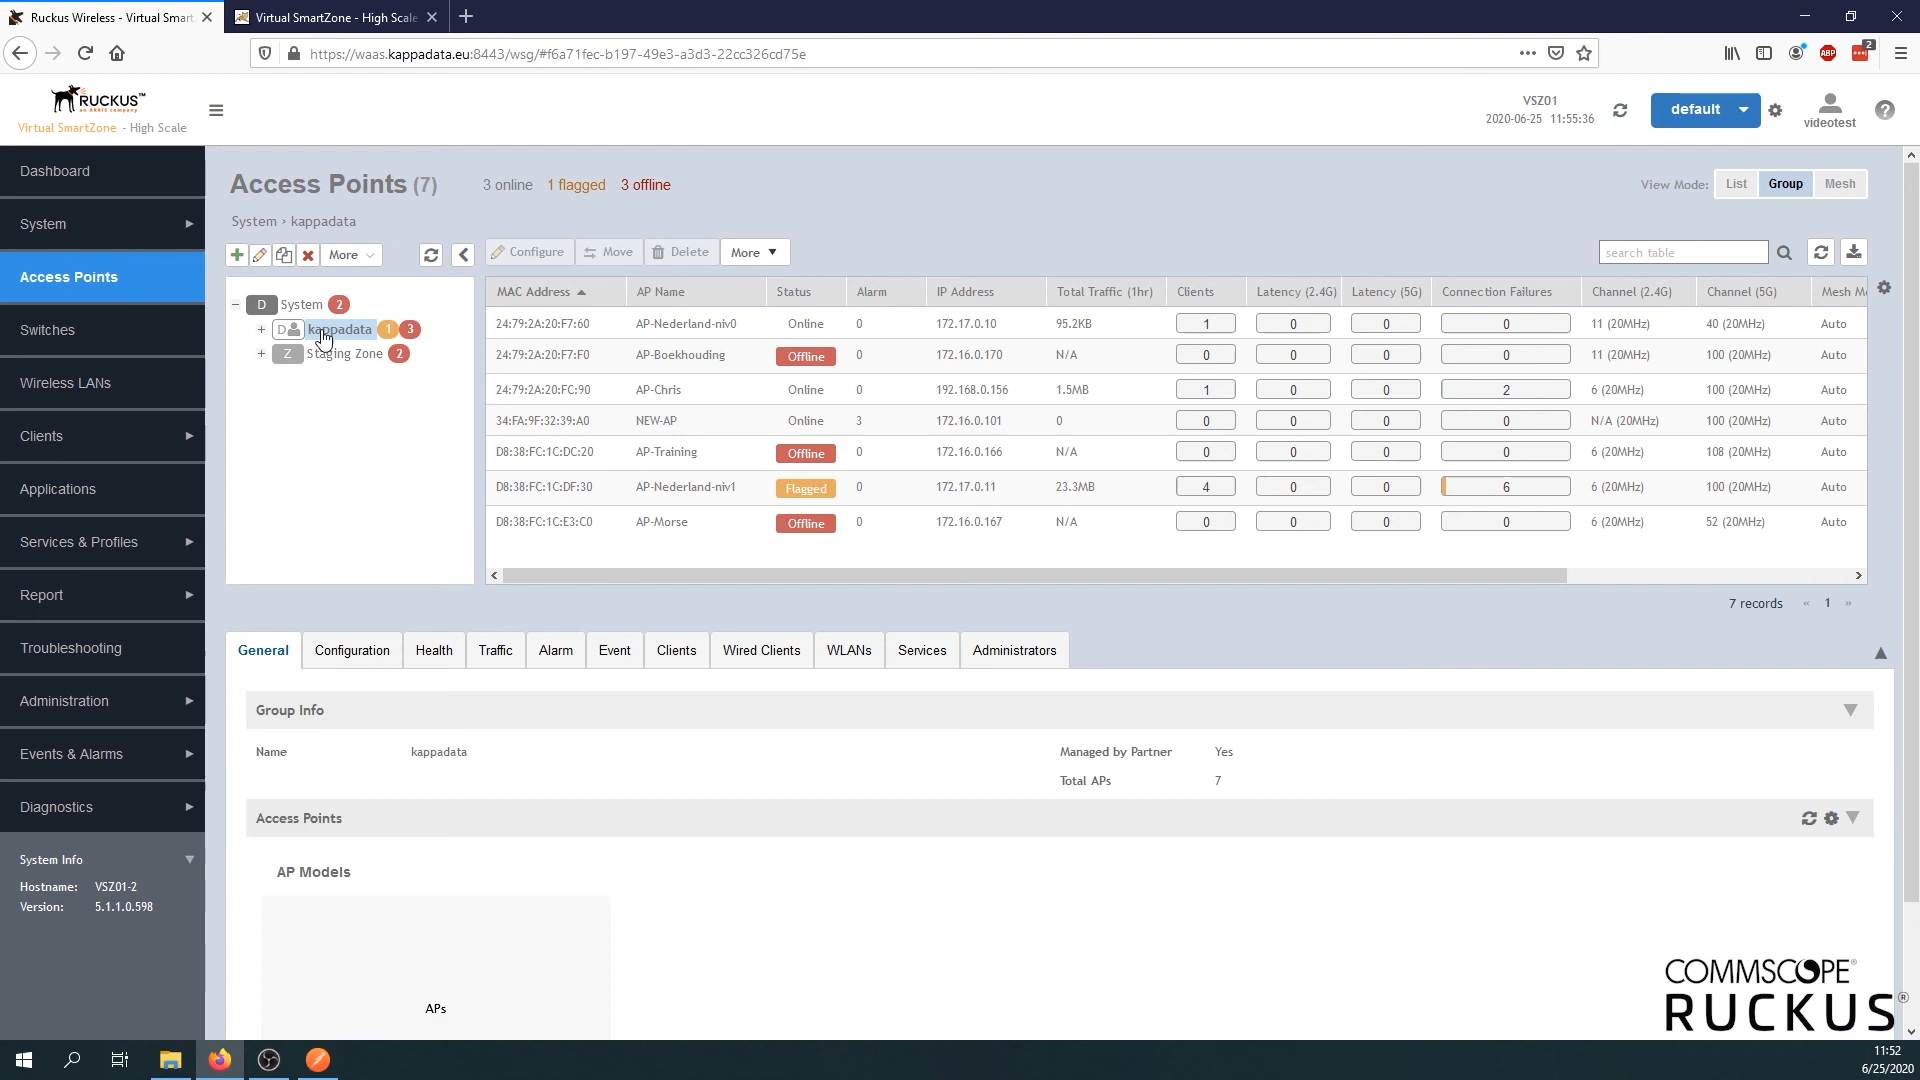 Ruckus Wireless - Virtual Smart
Virtual SmartZone - High Scale
https://waas.kappadata.eu:8443/wsg/#f6a71fec-b197-49e3-a3d3-22cc326cd75e
ABP
2
RUCKUS™
an ARRIS company
Virtual SmartZone - High Scale
VSZ01
2020-06-25 11:55:36
default
videotest
Dashboard
System
Access Points
Switches
Wireless LANs
Clients
Applications
Services & Profiles
Report
Troubleshooting
Administration
Events & Alarms
Diagnostics
System Info
Hostname: VSZ01-2
Version: 5.1.1.0.598
Access Points (7) 3 online 1 flagged 3 offline
View Mode: List Group Mesh
System › kappadata
More
Configure Move Delete More
search table
D System 2
D kappadata 1 3
Z Staging Zone 2
MAC Address AP Name Status Alarm IP Address Total Traffic (1hr) Clients Latency (2.4G) Latency (5G) Connection Failures Channel (2.4G) Channel (5G) Mesh M
24:79:2A:20:F7:60 AP-Nederland-niv0 Online 0 172.17.0.10 95.2KB 1 0 0 0 11 (20MHz) 40 (20MHz) Auto
24:79:2A:20:F7:F0 AP-Boekhouding Offline 0 172.16.0.170 N/A 0 0 0 0 11 (20MHz) 100 (20MHz) Auto
24:79:2A:20:FC:90 AP-Chris Online 0 192.168.0.156 1.5MB 1 0 0 2 6 (20MHz) 100 (20MHz) Auto
34:FA:9F:32:39:A0 NEW-AP Online 3 172.16.0.101 0 0 0 0 0 N/A (20MHz) 100 (20MHz) Auto
D8:38:FC:1C:DC:20 AP-Training Offline 0 172.16.0.166 N/A 0 0 0 0 6 (20MHz) 108 (20MHz) Auto
D8:38:FC:1C:DF:30 AP-Nederland-niv1 Flagged 0 172.17.0.11 23.3MB 4 0 0 6 6 (20MHz) 100 (20MHz) Auto
D8:38:FC:1C:E3:C0 AP-Morse Offline 0 172.16.0.167 N/A 0 0 0 0 6 (20MHz) 52 (20MHz) Auto
7 records « 1 »
General Configuration Health Traffic Alarm Event Clients Wired Clients WLANs Services Administrators
Group Info
Name kappadata Managed by Partner Yes
Total APs 7
Access Points
AP Models
APs
COMMSCOPE®
RUCKUS®
11:52
6/25/2020